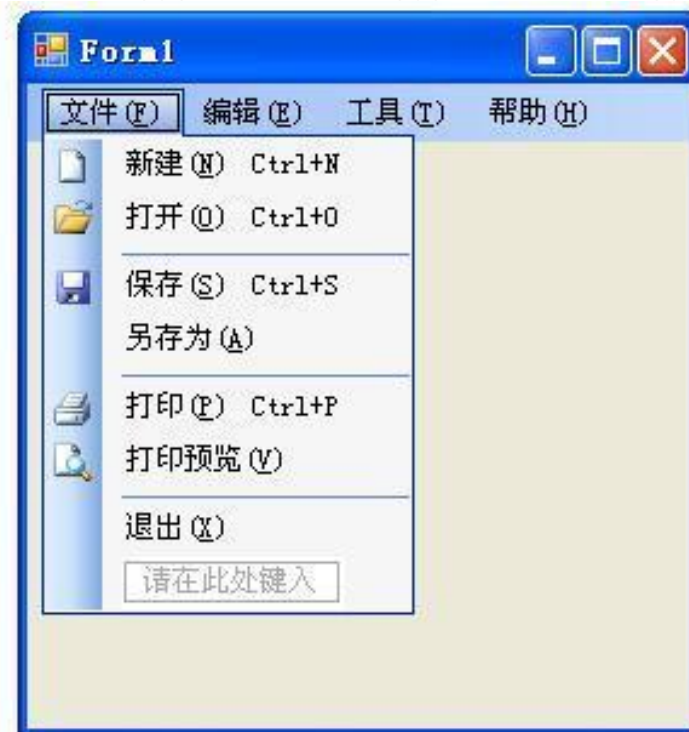 Form1
文件(F) 编辑(E) 工具(T) 帮助(H)
新建(N) Ctrl+N
打开(O) Ctrl+O
保存(S) Ctrl+S
另存为(A)
打印(P) Ctrl+P
打印预览(V)
退出(X)
请在此处键入